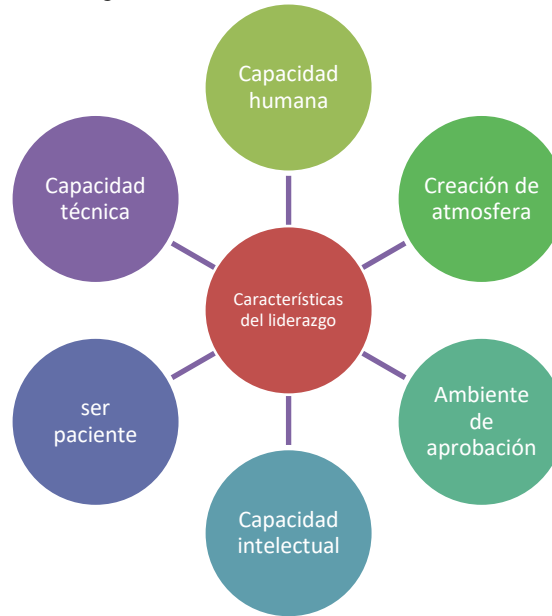 Capacidad
humana
Creación de
atmosfera
Ambiente
de
aprobación
Capacidad
intelectual
ser
paciente
Capacidad
técnica
Características
del liderazgo